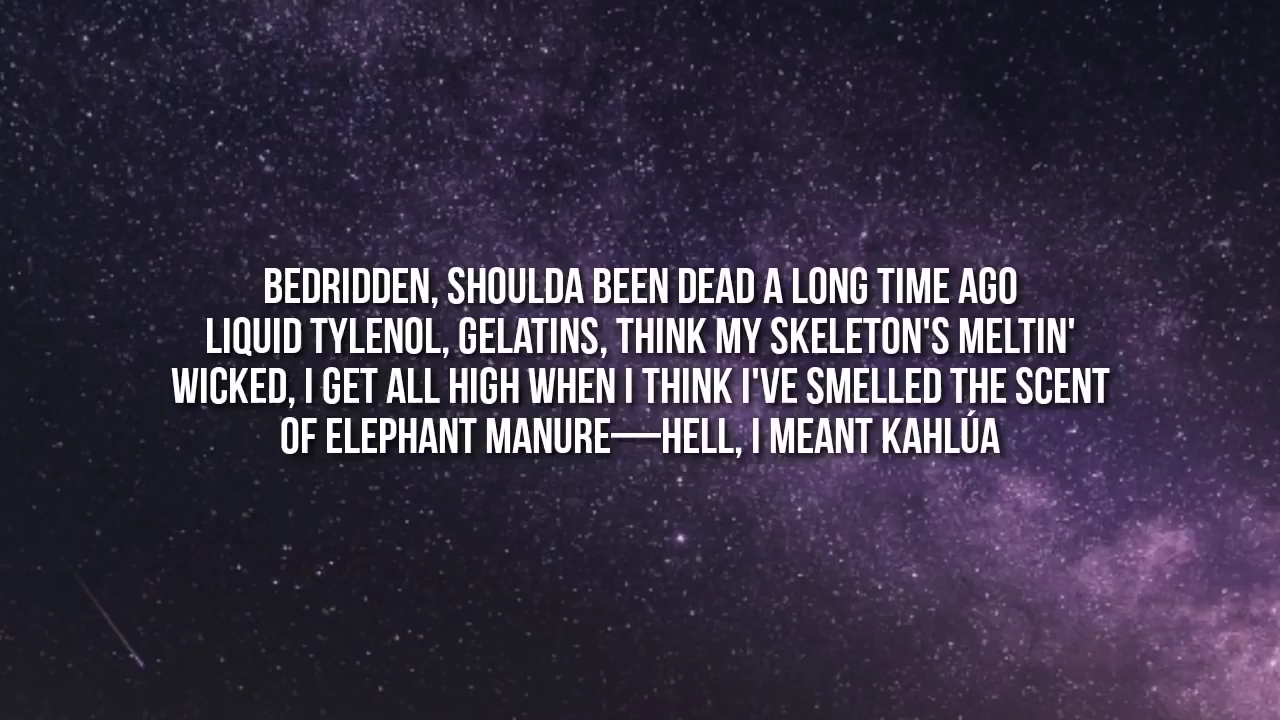 BEDRIDDEN, SHOULDA BEEN DEAD A LONG TIME AGO
LIQUID TYLENOL, GELATINS, THINK MY SKELETON'S MELTIN'
WICKED, I GET ALL HIGH WHEN I THINK I'VE SMELLED THE SCENT
OF ELEPHANT MANURE—HELL, I MEANT KAHLÚA